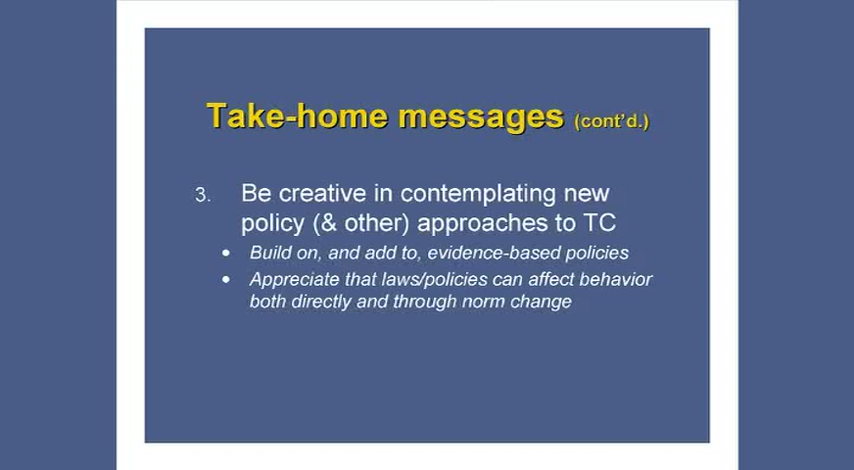 Take-home messages (cont'd.)
3. Be creative in contemplating new
policy (& other) approaches to TC
• Build on, and add to, evidence-based policies
• Appreciate that laws/policies can affect behavior
both directly and through norm change